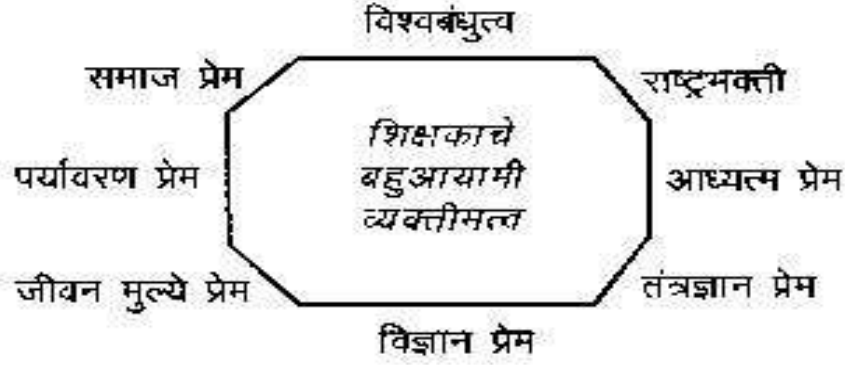 विश्वबंधुत्व
समाज प्रेम
राष्ट्रभक्ती
शिक्षकाचे
पर्यावरण प्रेम
बहुआयामी
आध्यत्म प्रेम
व्यक्तीमत्व
जीवन मुल्ये प्रेम
तंत्रज्ञान प्रेम
विज्ञान प्रेम